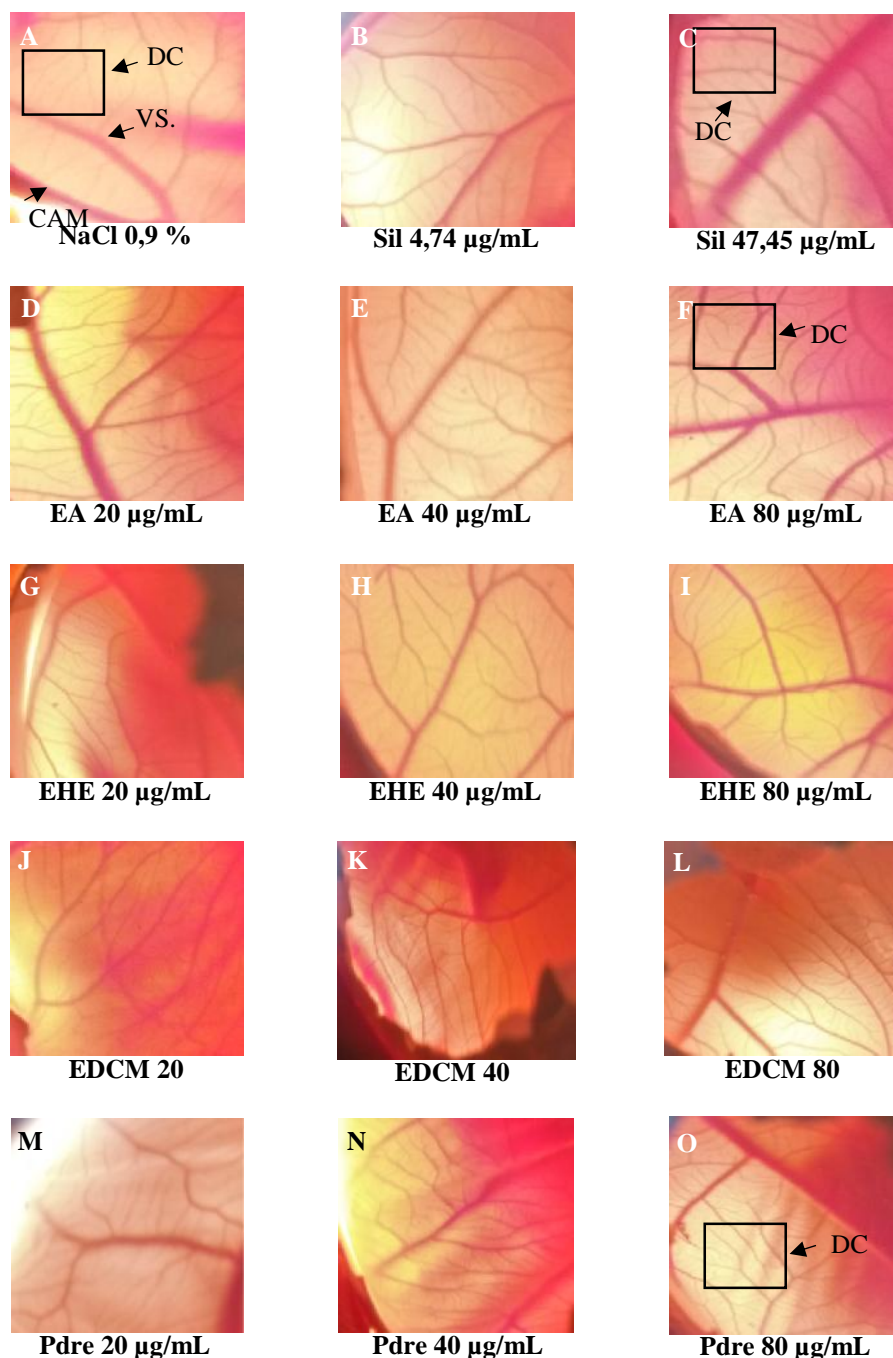 A
DC
VS.
CAM
NaCl 0,9 %
B
Sil 4,74 µg/mL
C
DC
Sil 47,45 µg/mL
D
EA 20 µg/mL
E
EA 40 µg/mL
F
DC
EA 80 µg/mL
G
EHE 20 µg/mL
H
EHE 40 µg/mL
I
EHE 80 µg/mL
J
EDCM 20
K
EDCM 40
L
EDCM 80
M
Pdre 20 µg/mL
N
Pdre 40 µg/mL
O
DC
Pdre 80 µg/mL